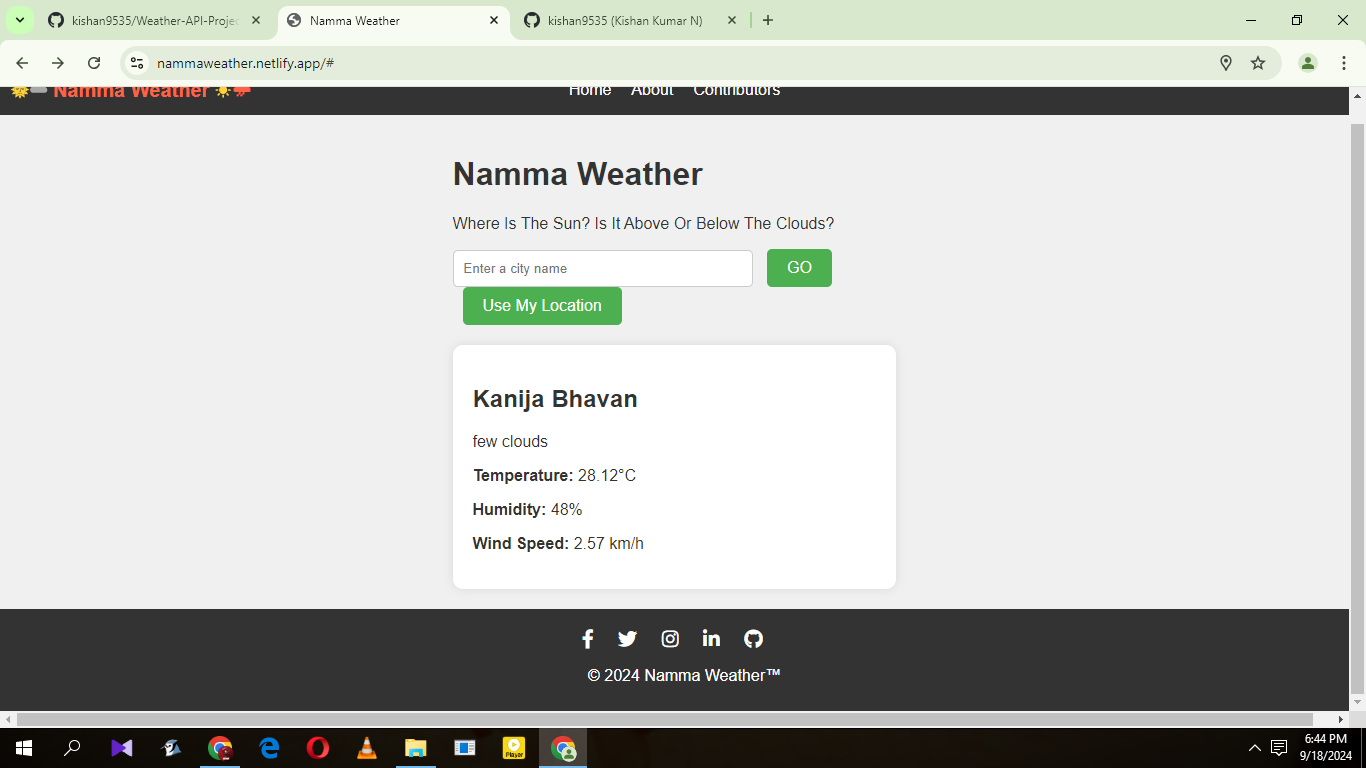 kishan9535/Weather-API-Projec
Namma Weather
kishan9535 (Kishan Kumar N)
nammaweather.netlify.app/#
Namma Weather
Home About Contributors
Namma Weather
Where Is The Sun? Is It Above Or Below The Clouds?
Enter a city name
GO
Use My Location
Kanija Bhavan
few clouds
Temperature: 28.12°C
Humidity: 48%
Wind Speed: 2.57 km/h
© 2024 Namma Weather™
Player
6:44 PM
9/18/2024